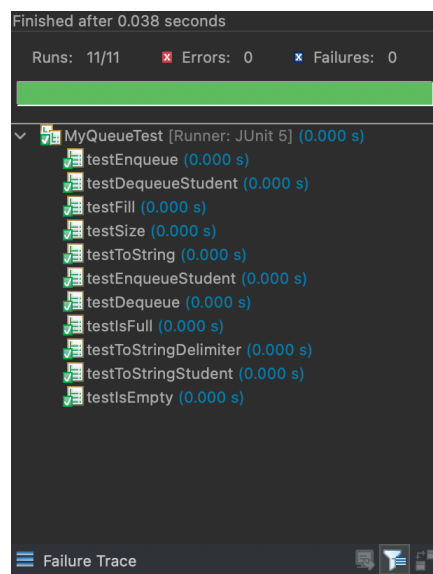 Finished after 0.038 seconds
Runs: 11/11 Errors: 0 Failures: 0
MyQueueTest [Runner: JUnit 5] (0.000 s)
testEnqueue (0.000 s)
testDequeueStudent (0.000 s)
testFill (0.000 s)
testSize (0.000 s)
testToString (0.000 s)
testEnqueueStudent (0.000 s)
testDequeue (0.000 s)
testIsFull (0.000 s)
testToStringDelimiter (0.000 s)
testToStringStudent (0.000 s)
testIsEmpty (0.000 s)
Failure Trace